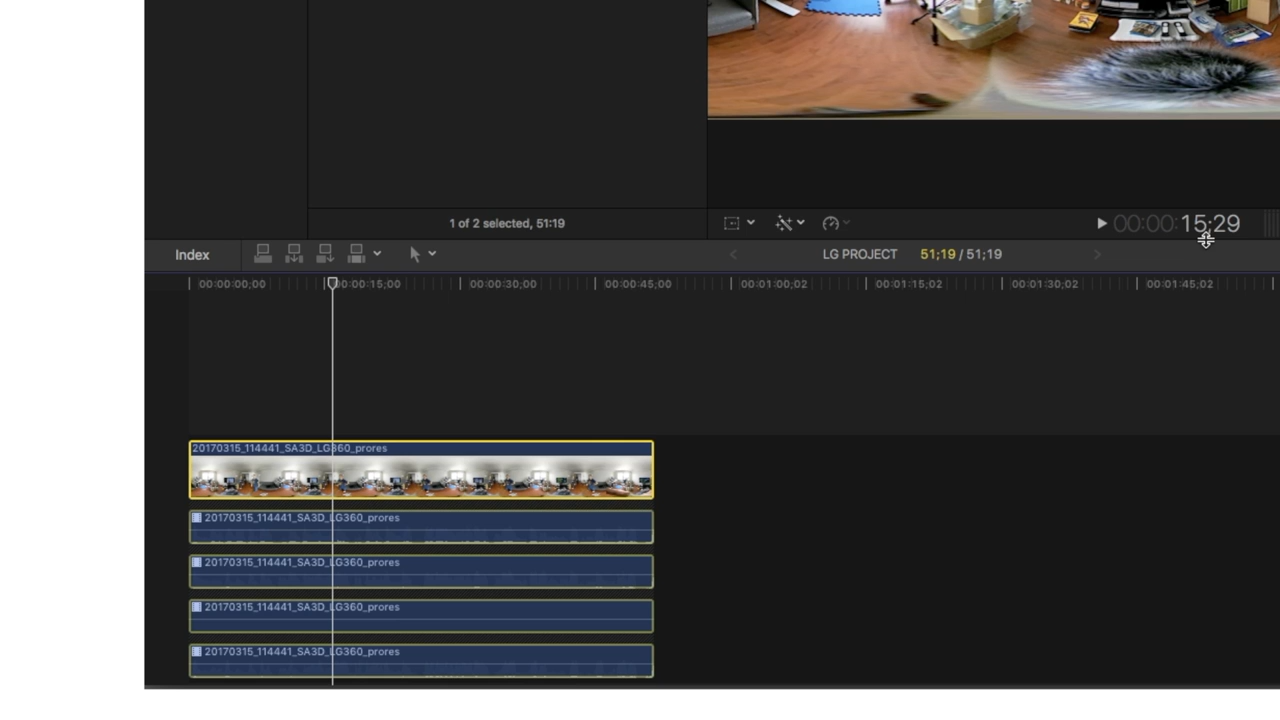 1 of 2 selected, 51:19
00:00:15;29
Index
LG PROJECT 51;19 / 51;19
00:00:00;00 00:00:15;00 00:00:30;00 00:00:45;00 00:01:00;02 00:01:15;02 00:01:30;02 00:01:45;02
20170315_114441_SA3D_LG360_prores
20170315_114441_SA3D_LG360_prores
20170315_114441_SA3D_LG360_prores
20170315_114441_SA3D_LG360_prores
20170315_114441_SA3D_LG360_prores